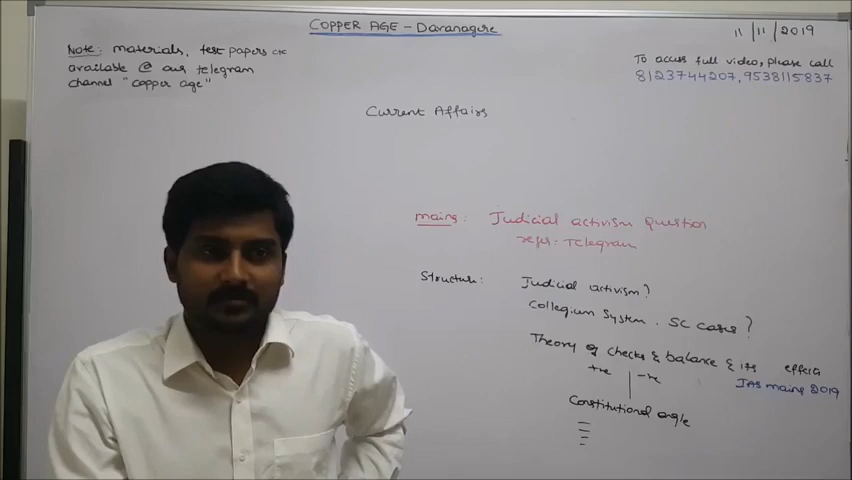 COPPER AGE - Davanagere
11/11/2019
Note: materials, test papers etc
available @ our telegram
channel "copper age"
To access full video, please call
8123744207, 9538115837
Current Affairs
mains: Judicial activism Question
refer: Telegram
Structure: Judicial activism?
Collegium System, SC cases?
Theory of checks & balance & its effects
+ve | -ve
IAS mains 2019
Constitutional angle